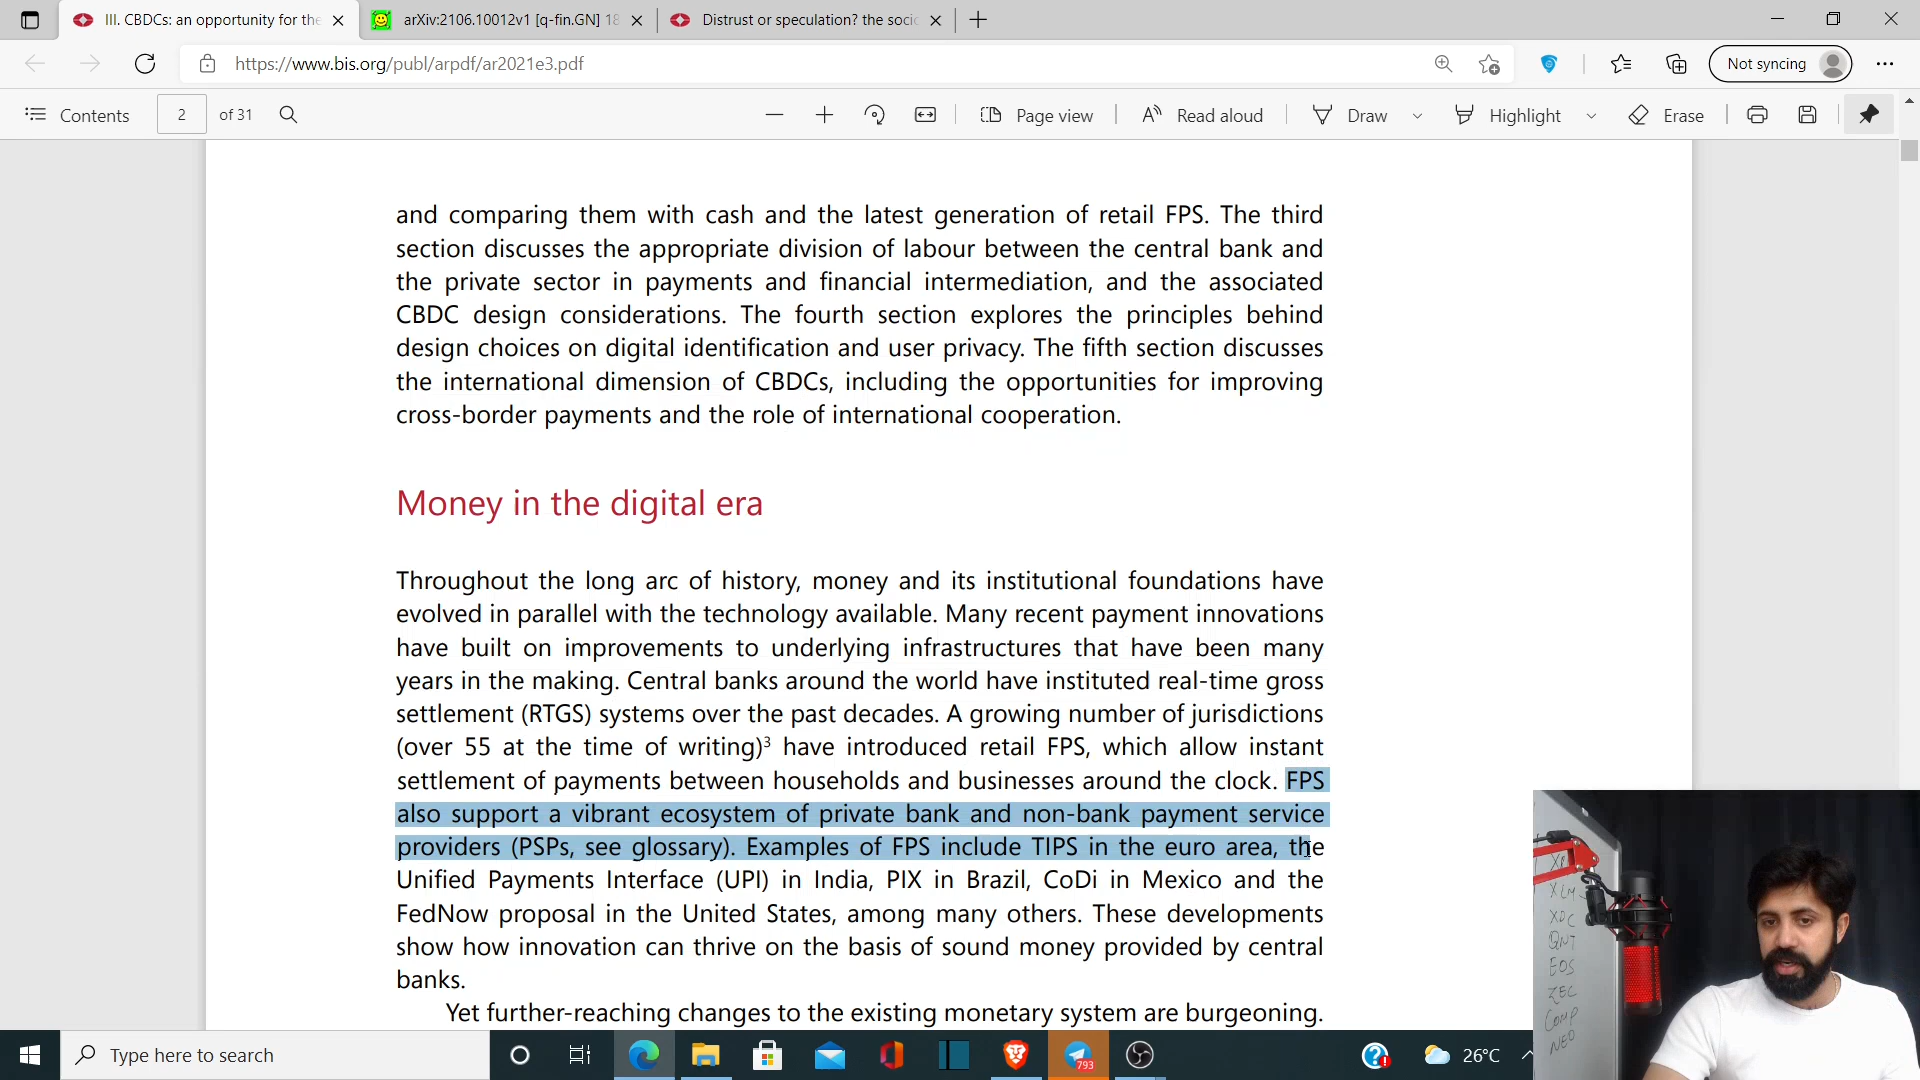 III. CBDCs: an opportunity for the
arXiv:2106.10012v1 [q-fin.GN] 18
Distrust or speculation? the socio
https://www.bis.org/publ/arpdf/ar2021e3.pdf
Not syncing
Contents
2
of 31
Page view
Read aloud
Draw
Highlight
Erase
and comparing them with cash and the latest generation of retail FPS. The third
section discusses the appropriate division of labour between the central bank and
the private sector in payments and financial intermediation, and the associated
CBDC design considerations. The fourth section explores the principles behind
design choices on digital identification and user privacy. The fifth section discusses
the international dimension of CBDCs, including the opportunities for improving
cross-border payments and the role of international cooperation.
Money in the digital era
Throughout the long arc of history, money and its institutional foundations have
evolved in parallel with the technology available. Many recent payment innovations
have built on improvements to underlying infrastructures that have been many
years in the making. Central banks around the world have instituted real-time gross
settlement (RTGS) systems over the past decades. A growing number of jurisdictions
(over 55 at the time of writing)³ have introduced retail FPS, which allow instant
settlement of payments between households and businesses around the clock. FPS
also support a vibrant ecosystem of private bank and non-bank payment service
providers (PSPs, see glossary). Examples of FPS include TIPS in the euro area, the
Unified Payments Interface (UPI) in India, PIX in Brazil, CoDi in Mexico and the
FedNow proposal in the United States, among many others. These developments
show how innovation can thrive on the basis of sound money provided by central
banks.
Yet further-reaching changes to the existing monetary system are burgeoning.
XLM
XDC
QNT
EOS
ZEC
COMP
NEO
Type here to search
793
26°C